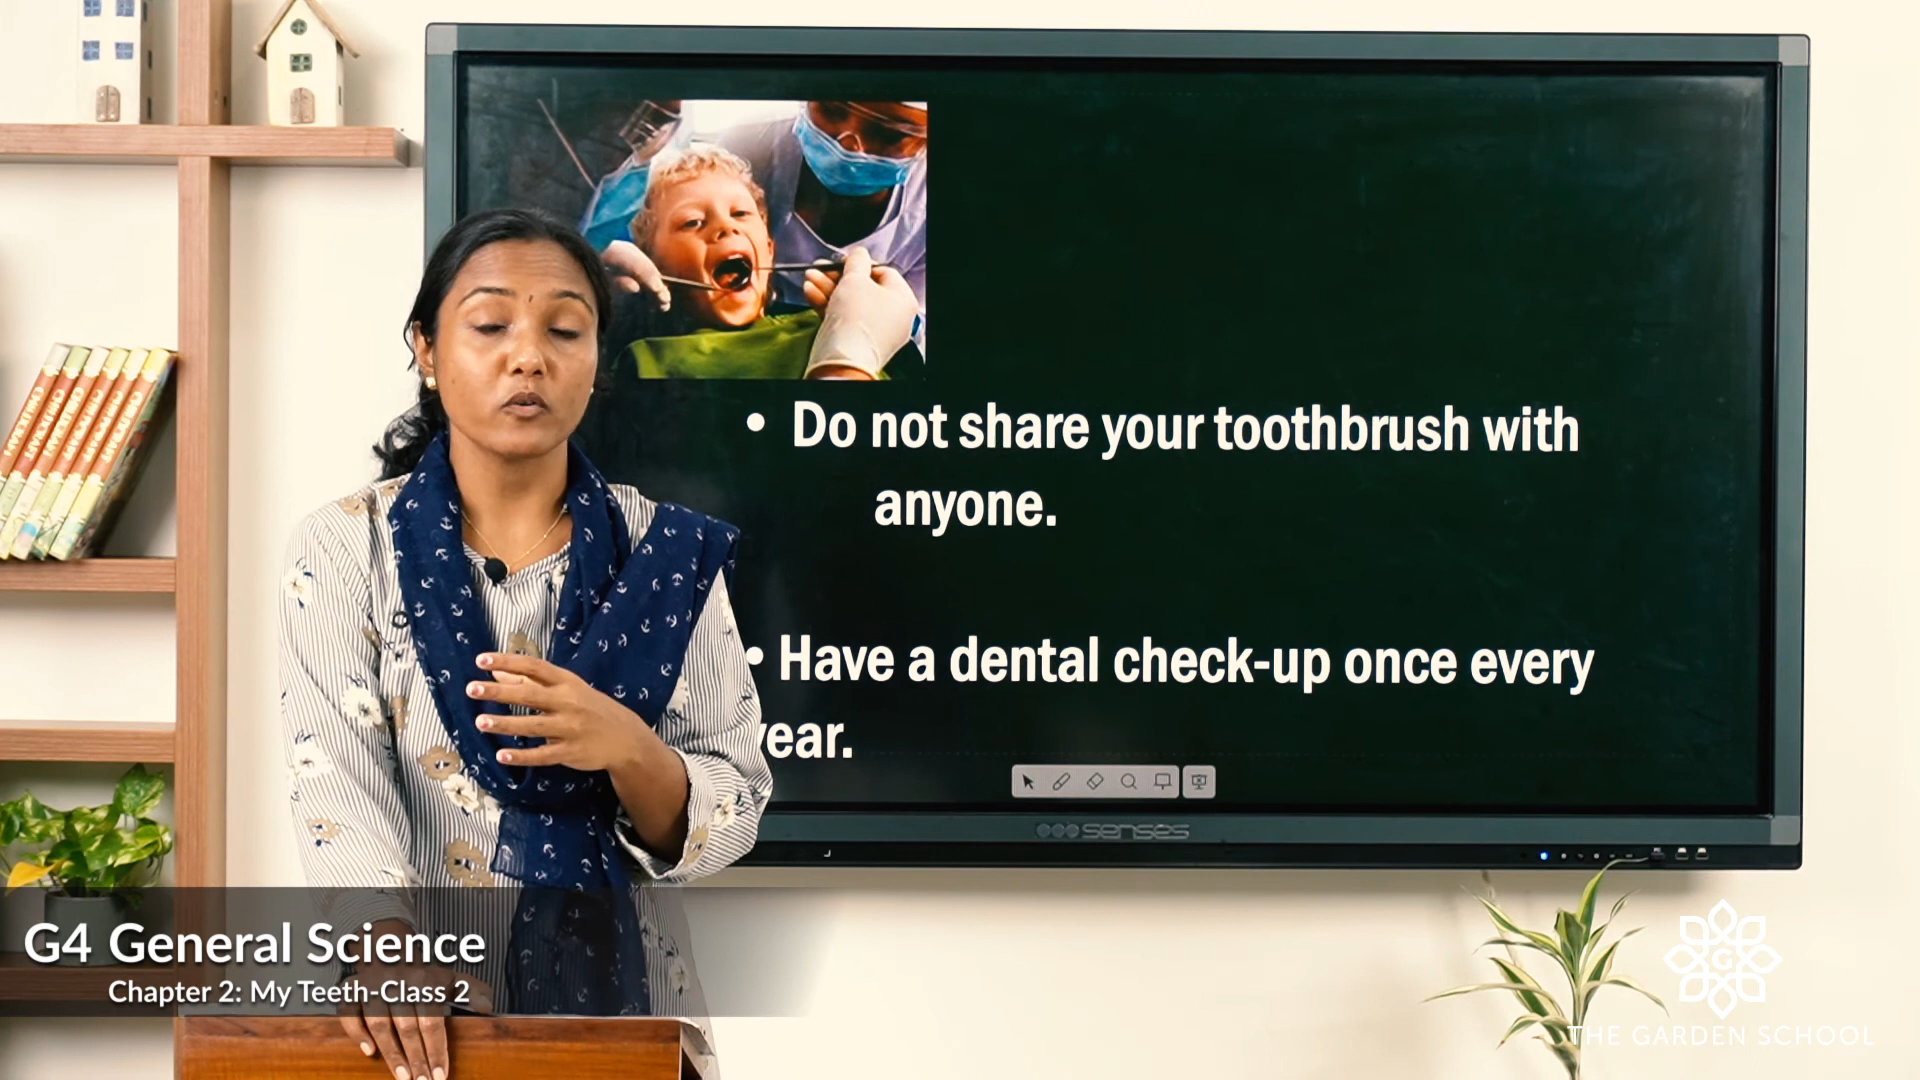 • Do not share your toothbrush with
anyone.
• Have a dental check-up once every
year.
senses
G4 General Science
Chapter 2: My Teeth-Class 2
G
THE GARDEN SCHOOL